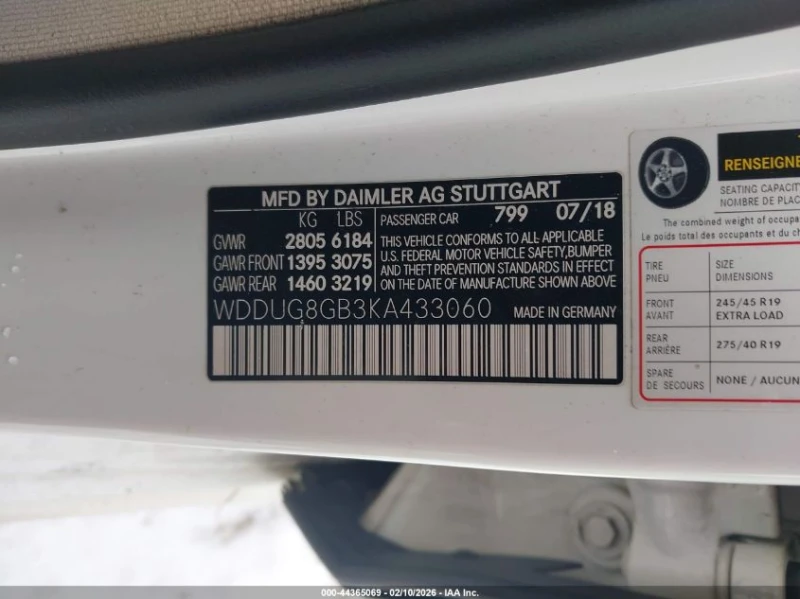 MFD BY DAIMLER AG STUTTGART
KG LBS
GVWR 2805 6184
GAWR FRONT 1395 3075
GAWR REAR 1460 3219
PASSENGER CAR 799 07/18
THIS VEHICLE CONFORMS TO ALL APPLICABLE
U.S. FEDERAL MOTOR VEHICLE SAFETY,BUMPER
AND THEFT PREVENTION STANDARDS IN EFFECT
ON THE DATE OF MANUFACTURE SHOWN ABOVE
WDDUG8GB3KA433060 MADE IN GERMANY
SEATING CAPACITY
NOMBRE DE PLAC
The combined weight of occupa
Le poids total des occupants et du ch
TIRE
PNEU
SIZE
DIMENSIONS
FRONT
AVANT
245/45 R19
EXTRA LOAD
REAR
ARRIÈRE
275/40 R19
SPARE
DE SECOURS
NONE / AUCUN
RENSEIGNE
000-44365069 - 02/10/2026 - IAA Inc.